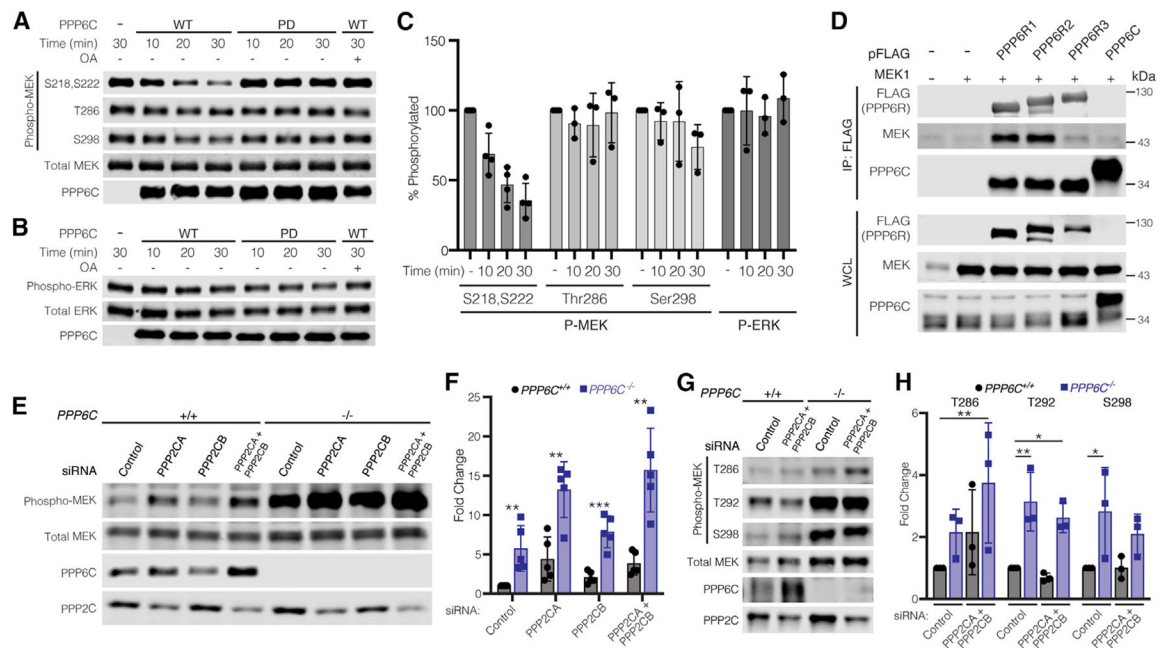 A
PPP6C - WT PD WT
Time (min) 30 10 20 30 10 20 30 30
OA - - - - - - - +
Phospho-MEK
S218,S222
T286
S298
Total MEK
PPP6C
B
PPP6C - WT PD WT
Time (min) 30 10 20 30 10 20 30 30
OA - - - - - - - +
Phospho-ERK
Total ERK
PPP6C
C
% Phosphorylated
150
100
50
0
Time (min) - 10 20 30 - 10 20 30 - 10 20 30 - 10 20 30
S218,S222 Thr286 Ser298
P-MEK P-ERK
D
pFLAG - - PPP6R1 PPP6R2 PPP6R3 PPP6C
MEK1 - + + + + + kDa
IP: FLAG
FLAG (PPP6R) 130
MEK 43
PPP6C 34
WCL
FLAG (PPP6R) 130
MEK 43
PPP6C 34
E
PPP6C +/+ -/-
siRNA Control PPP2CA PPP2CB PPP2CA + PPP2CB Control PPP2CA PPP2CB PPP2CA + PPP2CB
Phospho-MEK
Total MEK
PPP6C
PPP2C
F
PPP6C+/+ PPP6C-/-
Fold Change
25
20
15
10
5
0
** ** *** **
siRNA: Control PPP2CA PPP2CB PPP2CA + PPP2CB
G
PPP6C +/+ -/-
siRNA Control PPP2CA + PPP2CB Control PPP2CA + PPP2CB
Phospho-MEK
T286
T292
S298
Total MEK
PPP6C
PPP2C
H
PPP6C+/+ PPP6C-/-
T286 T292 S298
Fold Change
6
4
2
0
** ** * *
siRNA: Control PPP2CA + PPP2CB Control PPP2CA + PPP2CB Control PPP2CA + PPP2CB